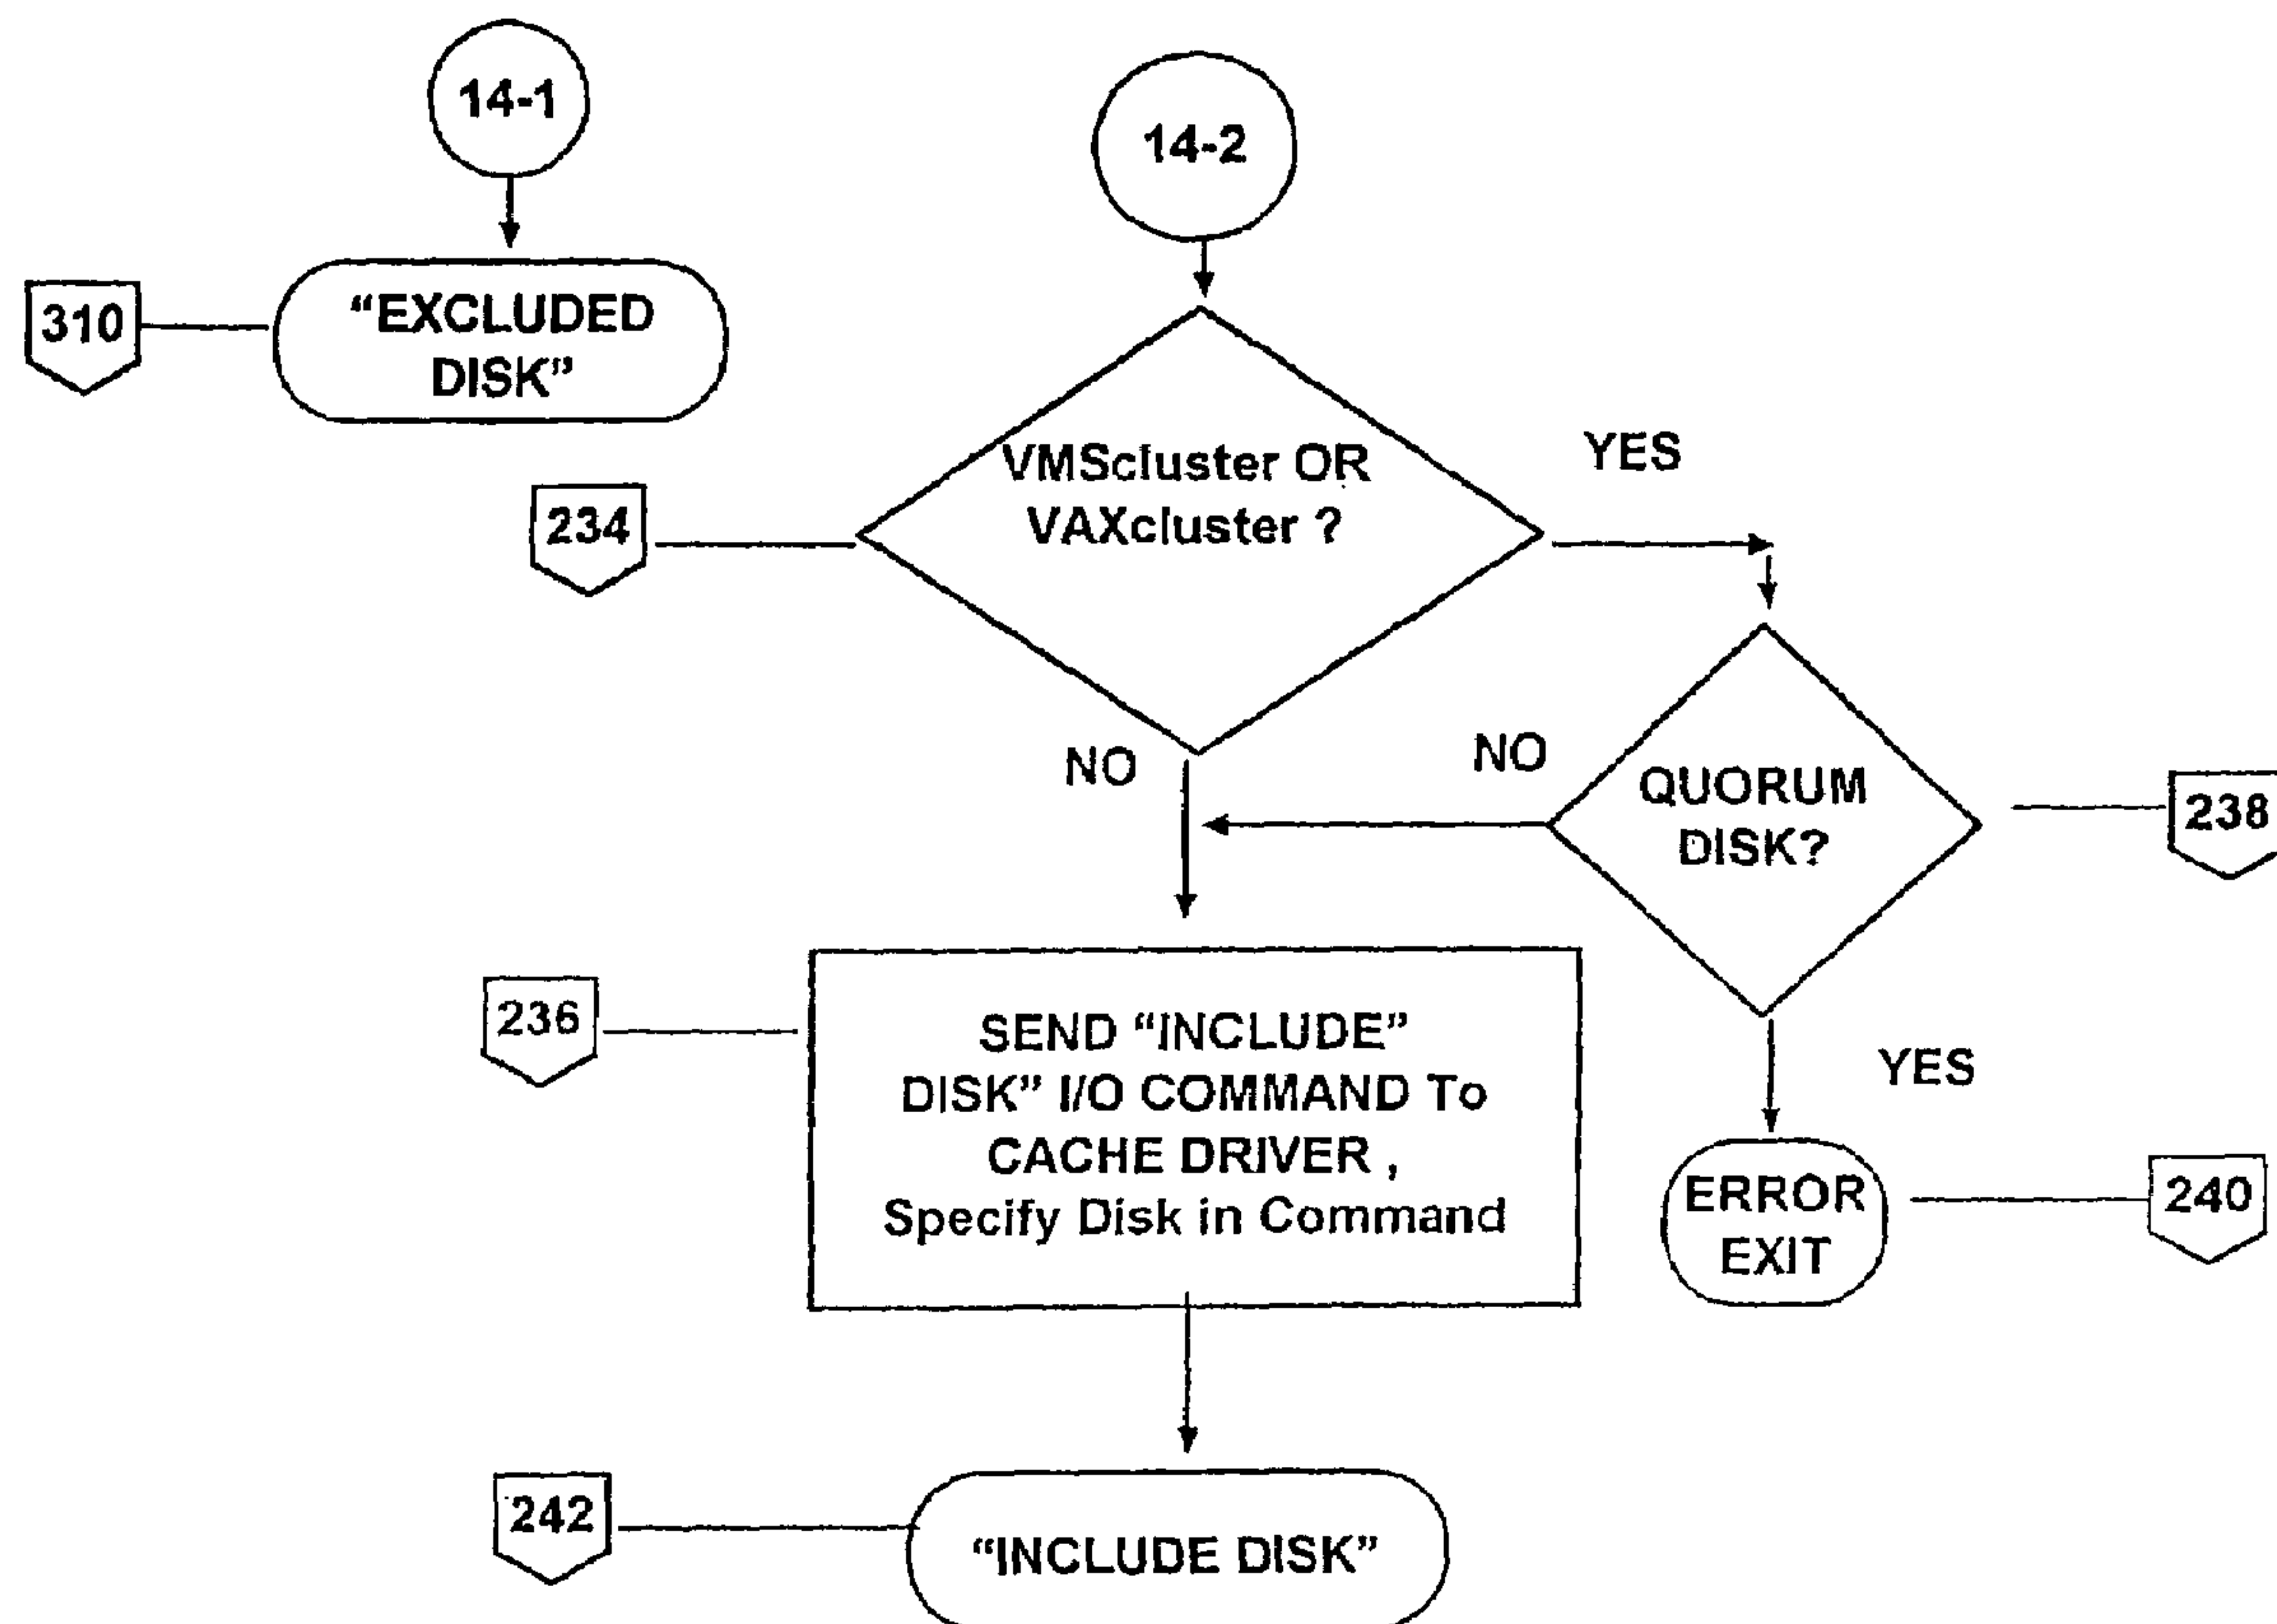 14-1
14-2
310
“EXCLUDED
DISK”
234
VMScluster OR
VAXcluster ?
YES
NO
NO
QUORUM
DISK?
238
236
SEND “INCLUDE”
DISK” I/O COMMAND To
CACHE DRIVER ,
Specify Disk in Command
YES
ERROR
EXIT
240
242
“INCLUDE DISK”